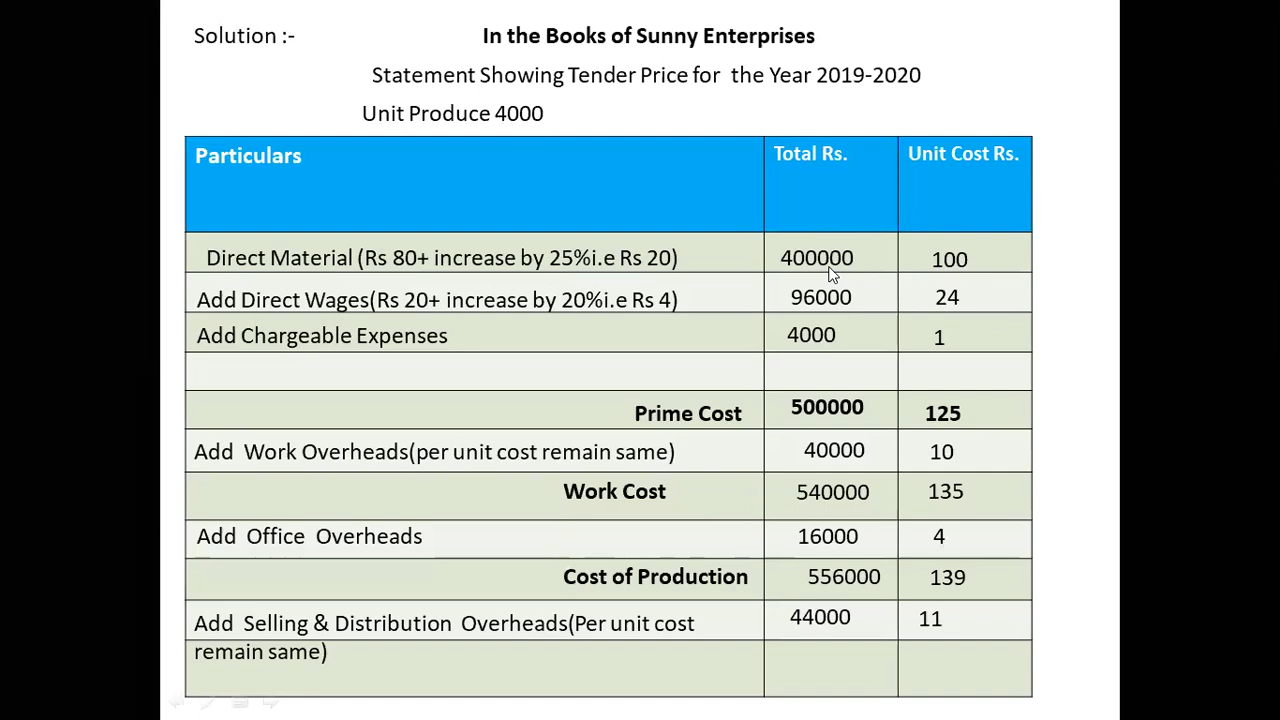 Solution :-
In the Books of Sunny Enterprises
Statement Showing Tender Price for the Year 2019-2020
Unit Produce 4000
Particulars Total Rs. Unit Cost Rs.
Direct Material (Rs 80+ increase by 25%i.e Rs 20) 400000 100
Add Direct Wages(Rs 20+ increase by 20%i.e Rs 4) 96000 24
Add Chargeable Expenses 4000 1
Prime Cost 500000 125
Add Work Overheads(per unit cost remain same) 40000 10
Work Cost 540000 135
Add Office Overheads 16000 4
Cost of Production 556000 139
Add Selling & Distribution Overheads(Per unit cost 44000 11
remain same)